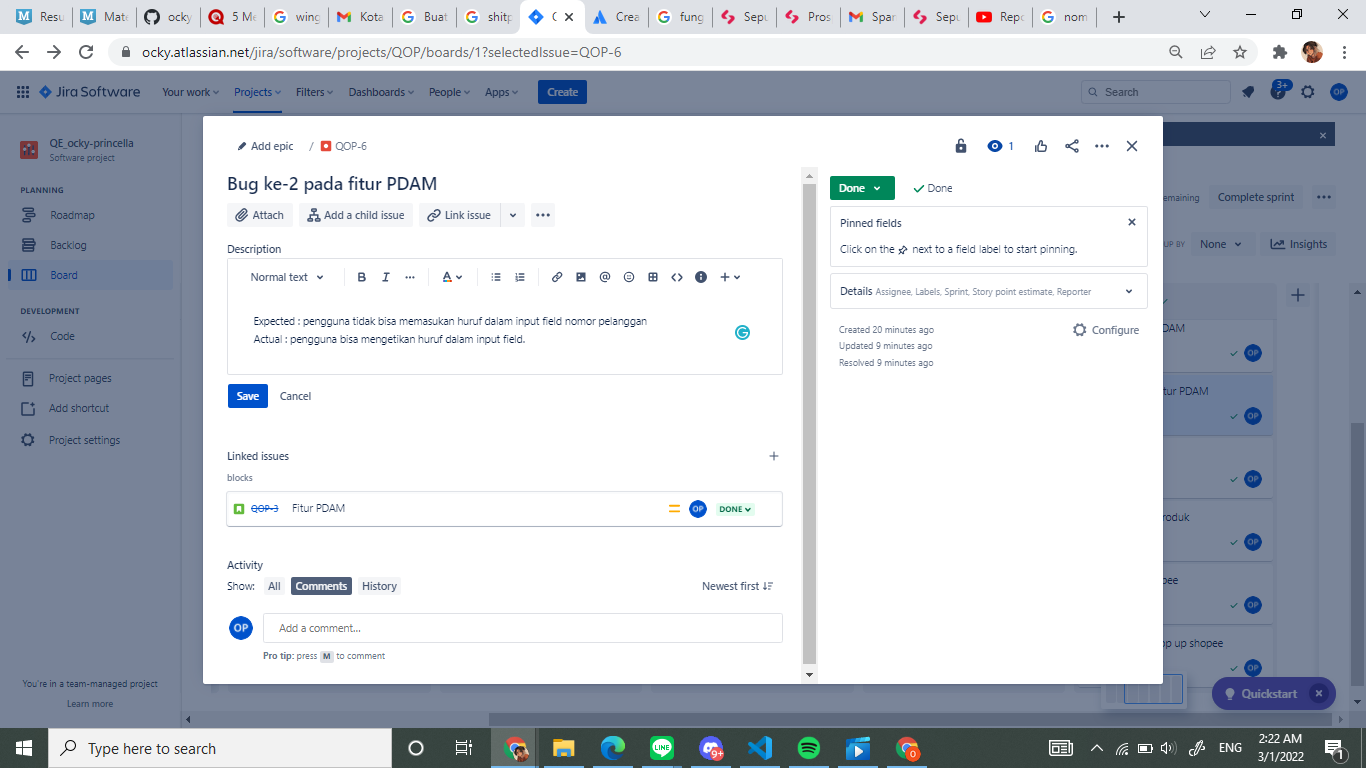 Resu
Mate
ocky
5 Me
wing
Kota
Buat
shitp
Crea
fung
Sepu
Pros
Spar
Sepu
Repo
nom
ocky.atlassian.net/jira/software/projects/QOP/boards/1?selectedIssue=QOP-6
Jira Software
Your work
Projects
Filters
Dashboards
People
Apps
Create
Search
3+
OP
QE_ocky-princella
Software project
PLANNING
Roadmap
Backlog
Board
DEVELOPMENT
Code
Project pages
Add shortcut
Project settings
You're in a team-managed project
Learn more
Add epic / QOP-6
1
Bug ke-2 pada fitur PDAM
Attach
Add a child issue
Link issue
Description
Normal text
B I
A
Expected : pengguna tidak bisa memasukan huruf dalam input field nomor pelanggan
Actual : pengguna bisa mengetikan huruf dalam input field.
Save Cancel
Linked issues
blocks
QOP-3 Fitur PDAM OP DONE
Activity
Show: All Comments History Newest first
OP Add a comment...
Pro tip: press M to comment
Done
Done
Pinned fields
Click on the next to a field label to start pinning.
Details Assignee, Labels, Sprint, Story point estimate, Reporter
Created 20 minutes ago
Configure
Updated 9 minutes ago
Resolved 9 minutes ago
emaining
Complete sprint
UP BY None Insights
DAM
OP
tur PDAM
OP
OP
roduk
OP
pee
OP
op up shopee
OP
Quickstart
Type here to search
9+
0
ENG
2:22 AM
3/1/2022
1